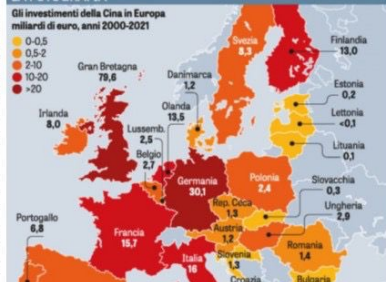 Gli investimenti della Cina in Europa
miliardi di euro, anni 2000-2021
0-0,5
0,5-2
2-10
10-20
>20
Svezia
8,3
Finlandia
13,0
Gran Bretagna
79,6
Danimarca
1,2
Estonia
0,2
Olanda
13,5
Lettonia
<0,1
Irlanda
8,0
Lussemb.
2,5
Lituania
0,1
Belgio
2,7
Germania
30,1
Polonia
2,4
Slovacchia
0,3
Rep. Ceca
1,3
Ungheria
2,9
Portogallo
6,8
Francia
15,7
Austria
1,2
Romania
1,4
Slovenia
1,3
Italia
16
Croazia
Bulgaria